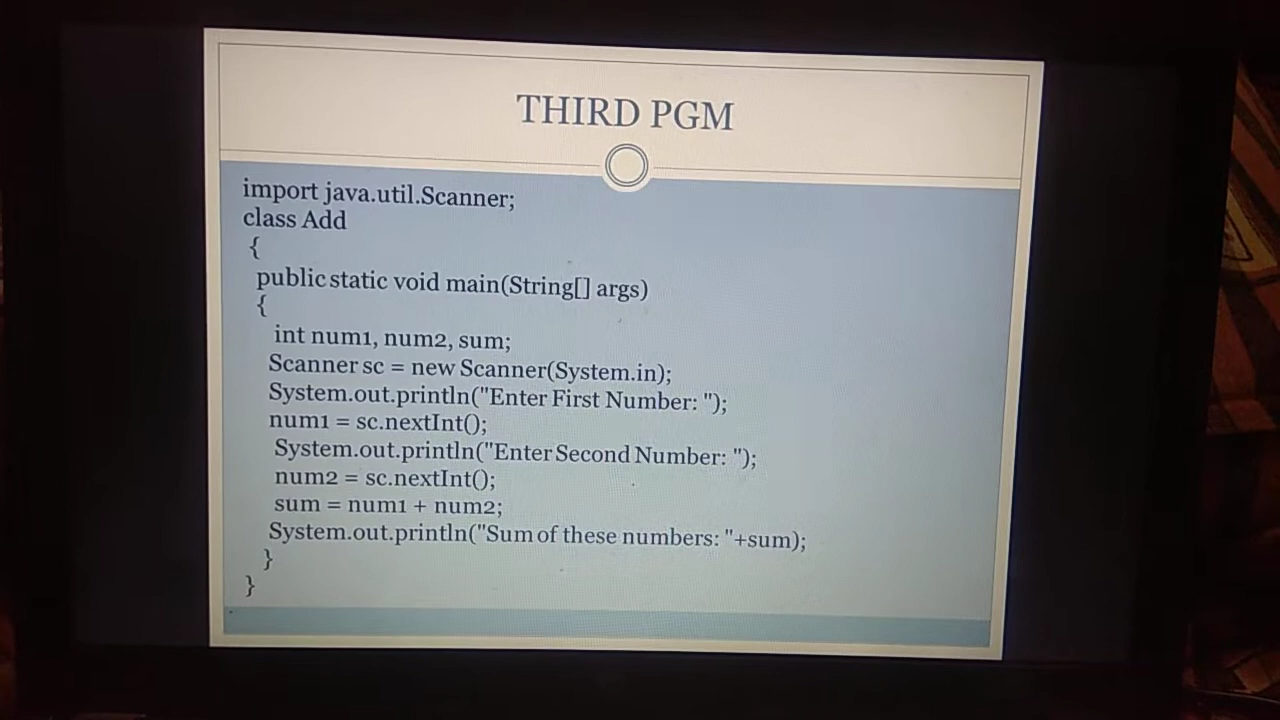 THIRD PGM
import java.util.Scanner;
class Add
{
public static void main(String[] args)
{
int num1, num2, sum;
Scanner sc = new Scanner(System.in);
System.out.println("Enter First Number: ");
num1 = sc.nextInt();
System.out.println("Enter Second Number: ");
num2 = sc.nextInt();
sum = num1 + num2;
System.out.println("Sum of these numbers: "+sum);
}
}